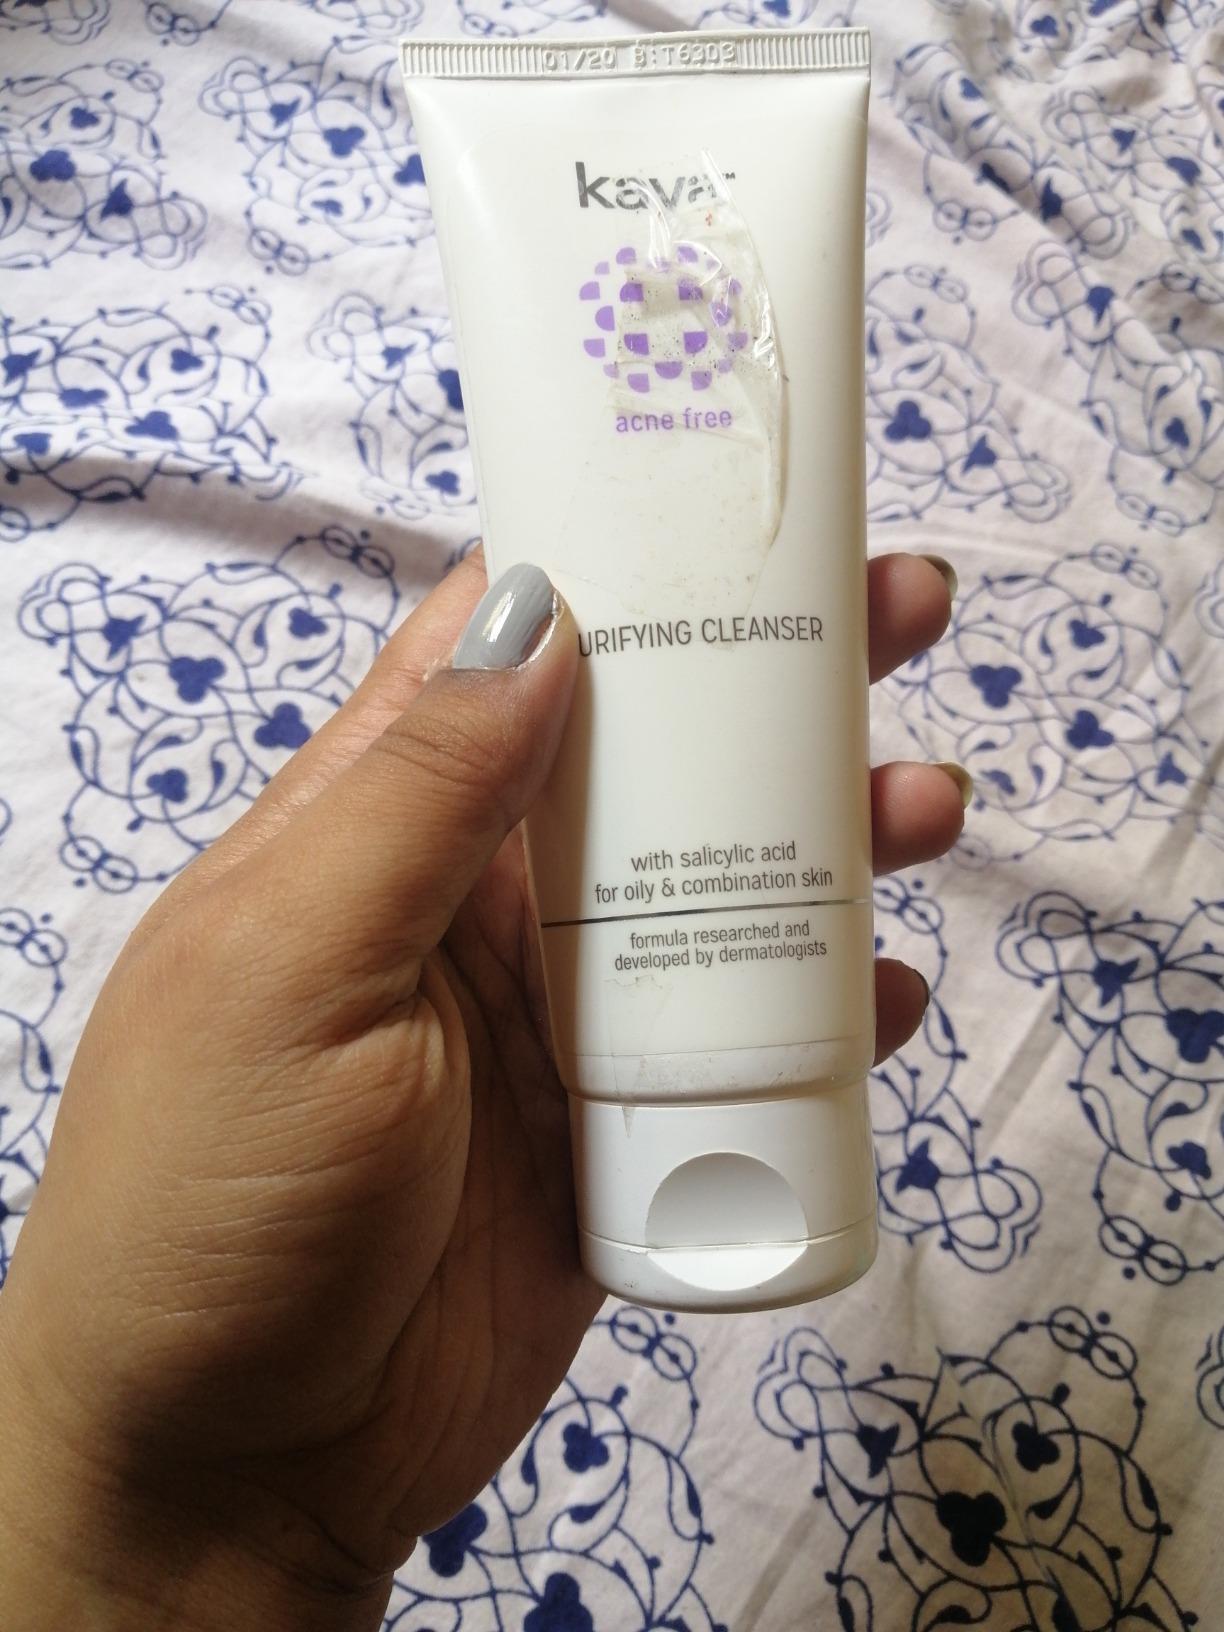 01/20 B:T6303
kaya™
acne free
URIFYING CLEANSER
with salicylic acid
for oily & combination skin
formula researched and
developed by dermatologists